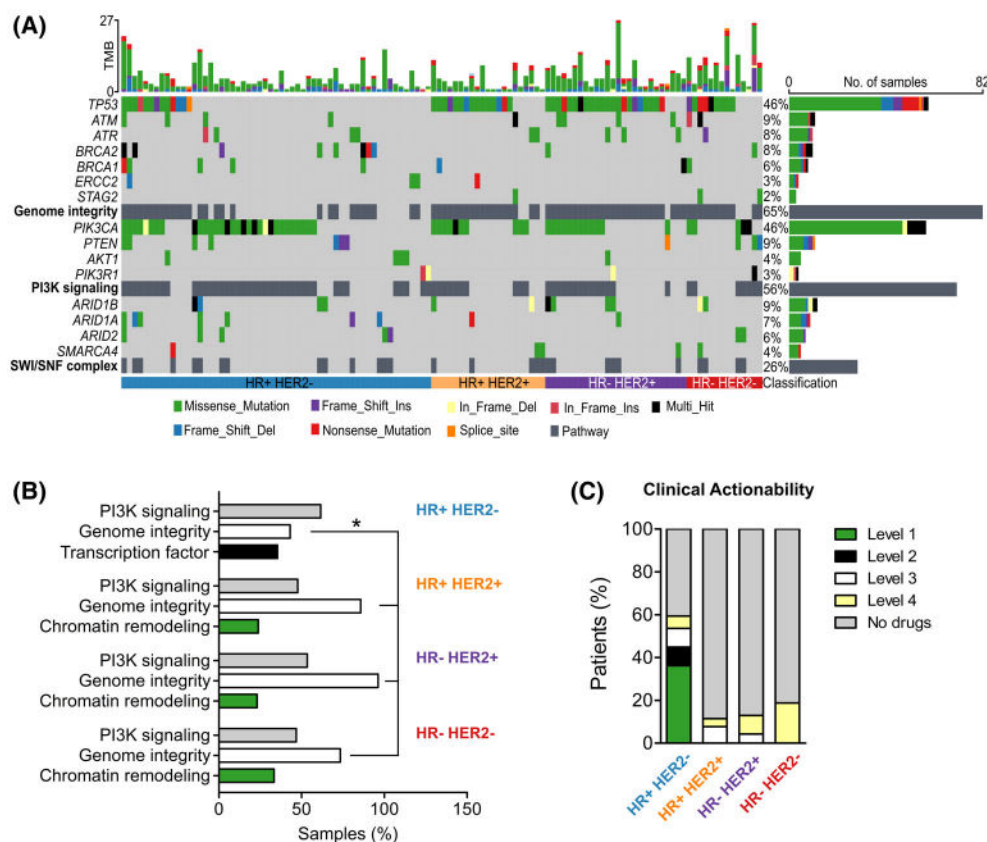 (A)
27
TMB
0
0 No. of samples 82
TP53 46%
ATM 9%
ATR 8%
BRCA2 8%
BRCA1 6%
ERCC2 3%
STAG2 2%
Genome integrity 65%
PIK3CA 46%
PTEN 9%
AKT1 4%
PIK3R1 3%
PI3K signaling 56%
ARID1B 9%
ARID1A 7%
ARID2 6%
SMARCA4 4%
SWI/SNF complex 26%
HR+ HER2- HR+ HER2+ HR- HER2+ HR- HER2- Classification
Missense_Mutation Frame_Shift_Ins In_Frame_Del In_Frame_Ins Multi_Hit
Frame_Shift_Del Nonsense_Mutation Splice_site Pathway
(B)
PI3K signaling HR+ HER2-
Genome integrity *
Transcription factor
PI3K signaling HR+ HER2+
Genome integrity
Chromatin remodeling
PI3K signaling HR- HER2+
Genome integrity
Chromatin remodeling
PI3K signaling HR- HER2-
Genome integrity
Chromatin remodeling
0 50 100 150
Samples (%)
(C)
Clinical Actionability
100
80
60
40
20
0
Patients (%)
HR+ HER2-
HR+ HER2+
HR- HER2+
HR- HER2-
Level 1
Level 2
Level 3
Level 4
No drugs